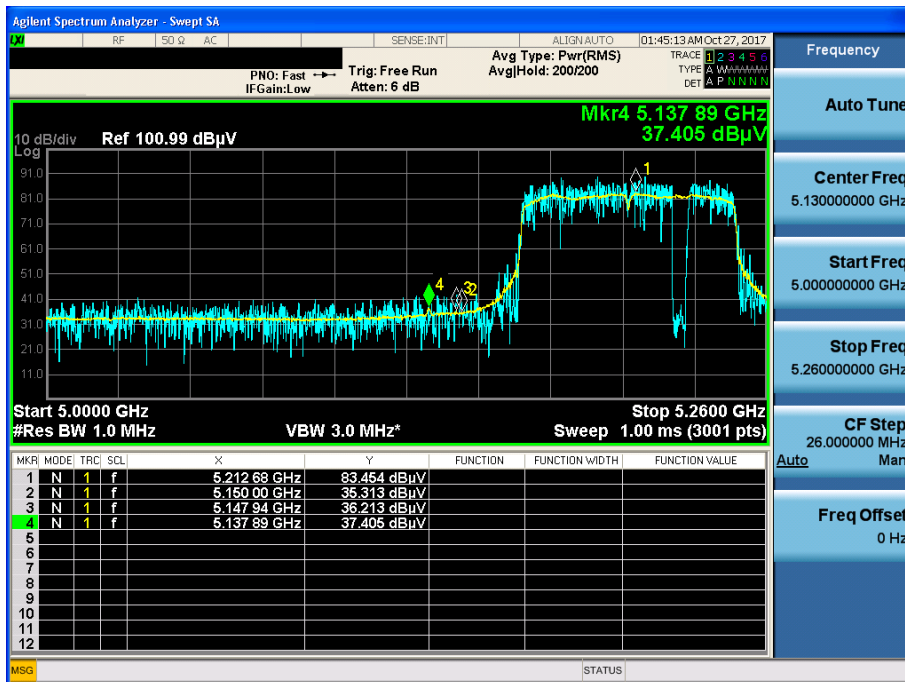 Agilent Spectrum Analyzer - Swept SA
LXI RF 50 Ω AC SENSE:INT ALIGN AUTO 01:45:13 AM Oct 27, 2017
PNO: Fast Trig: Free Run Avg Type: Pwr(RMS) TRACE 1 2 3 4 5 6
IFGain:Low Atten: 6 dB Avg|Hold: 200/200 TYPE A WWWWW
DET A P N N N N
Mkr4 5.137 89 GHz
37.405 dBµV
10 dB/div Ref 100.99 dBµV
Log
91.0
81.0
71.0
61.0
51.0
41.0
31.0
21.0
11.0
1
4
3
2
Start 5.0000 GHz Stop 5.2600 GHz
#Res BW 1.0 MHz VBW 3.0 MHz* Sweep 1.00 ms (3001 pts)
MKR MODE TRC SCL X Y FUNCTION FUNCTION WIDTH FUNCTION VALUE
1 N 1 f 5.212 68 GHz 83.454 dBµV
2 N 1 f 5.150 00 GHz 35.313 dBµV
3 N 1 f 5.147 94 GHz 36.213 dBµV
4 N 1 f 5.137 89 GHz 37.405 dBµV
5
6
7
8
9
10
11
12
MSG STATUS
Frequency
Auto Tune
Center Freq
5.130000000 GHz
Start Freq
5.000000000 GHz
Stop Freq
5.260000000 GHz
CF Step
26.000000 MHz
Auto Man
Freq Offset
0 Hz